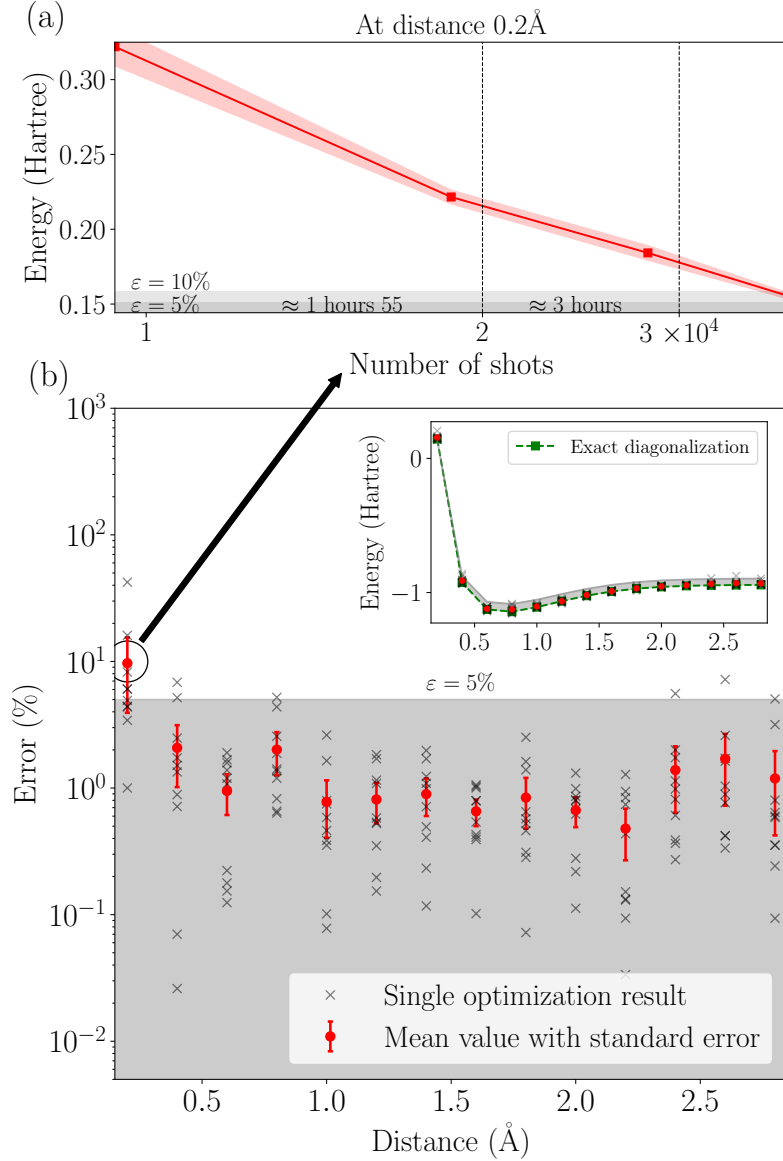 (a)
At distance 0.2Å
Energy (Hartree)
0.30
0.25
0.20
0.15
ε = 10%
ε = 5%
≈ 1 hours 55
≈ 3 hours
1
2
3 ×10⁴
Number of shots
(b)
Error (%)
10³
10²
10¹
10⁰
10⁻¹
10⁻²
Energy (Hartree)
0
−1
Exact diagonalization
0.5 1.0 1.5 2.0 2.5
ε = 5%
Single optimization result
Mean value with standard error
0.5 1.0 1.5 2.0 2.5
Distance (Å)